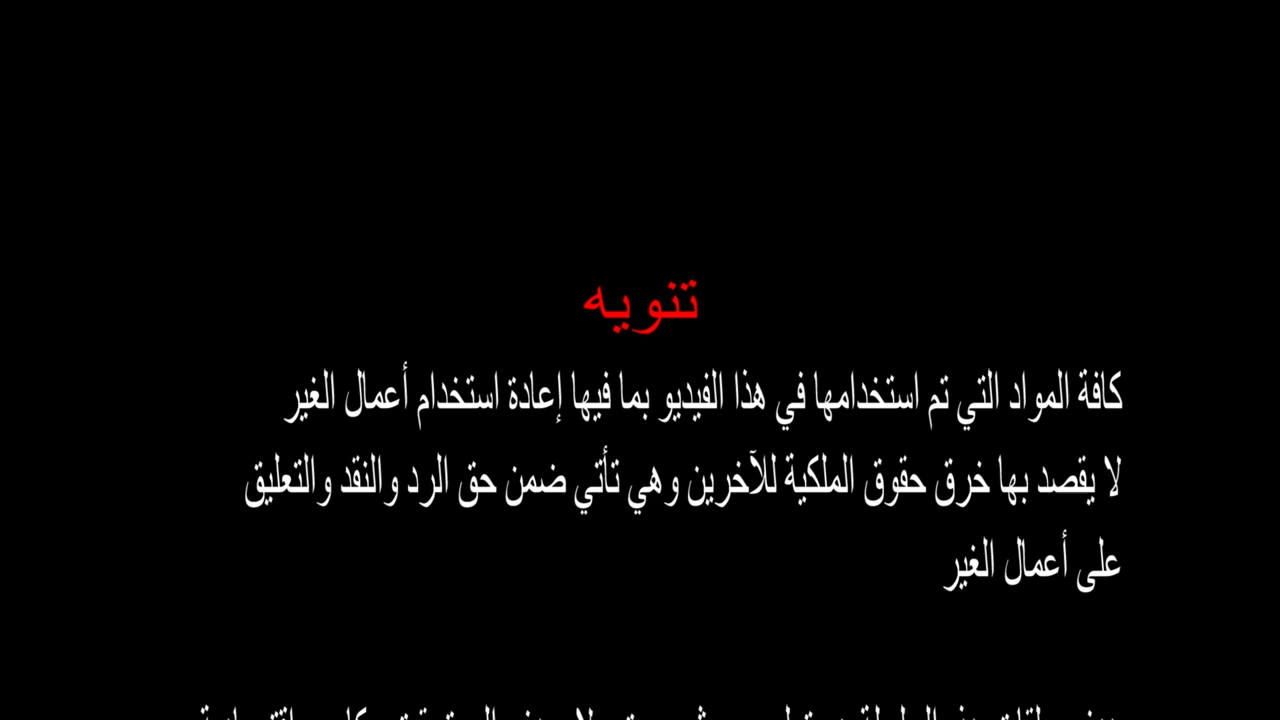 تنويه
كافة المواد التي تم استخدامها في هذا الفيديو بما فيها إعادة استخدام أعمال الغير
لا يقصد بها خرق حقوق الملكية للآخرين وهي تأتي ضمن حق الرد والنقد والتعليق
على أعمال الغير